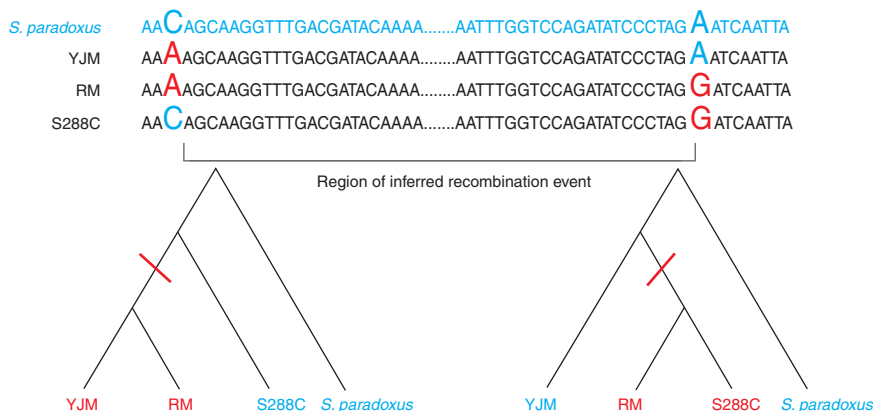 S. paradoxus AACAGCAAGGTTTGACGATACAAAA.......AATTTGGTCCAGATATCCCTAGAATCAATTA
YJM AAAAGCAAGGTTTGACGATACAAAA.......AATTTGGTCCAGATATCCCTAGAATCAATTA
RM AAAAGCAAGGTTTGACGATACAAAA.......AATTTGGTCCAGATATCCCTAGGATCAATTA
S288C AACAGCAAGGTTTGACGATACAAAA.......AATTTGGTCCAGATATCCCTAGGATCAATTA
Region of inferred recombination event
YJM RM S288C S. paradoxus YJM RM S288C S. paradoxus